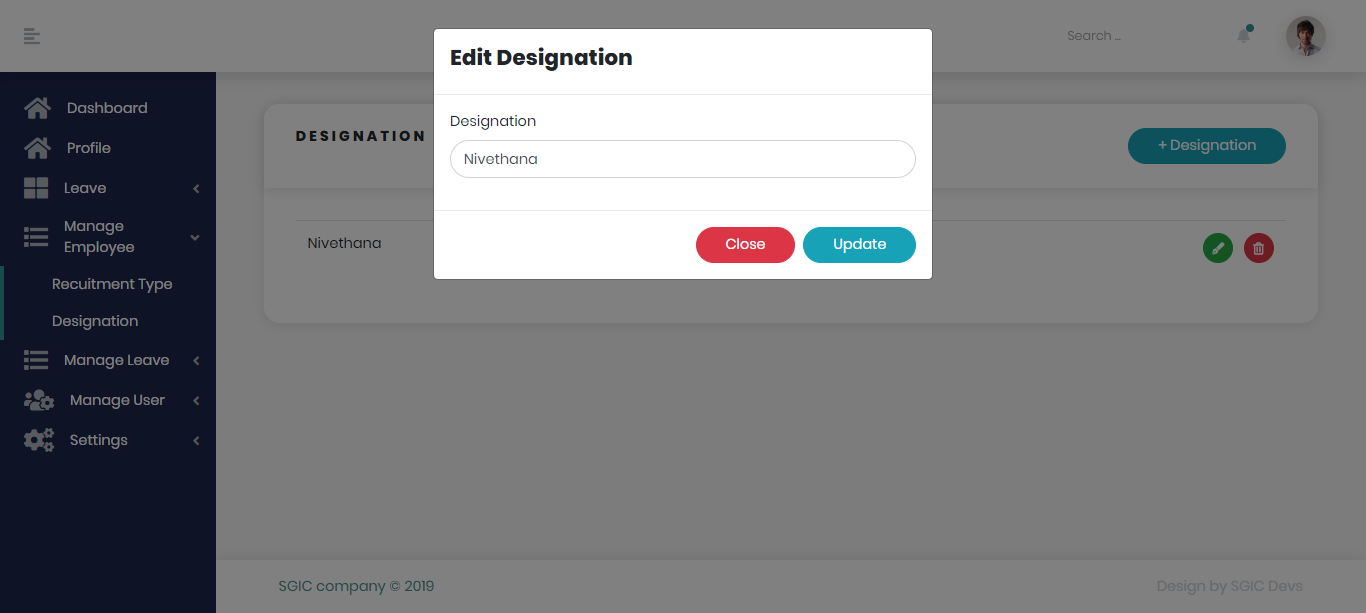 Search ...
Edit Designation
Designation
Nivethana
Close
Update
Dashboard
Profile
Leave
Manage
Employee
Recuitment Type
Designation
Manage Leave
Manage User
Settings
DESIGNATION
+ Designation
Nivethana
SGIC company © 2019
Design by SGIC Devs